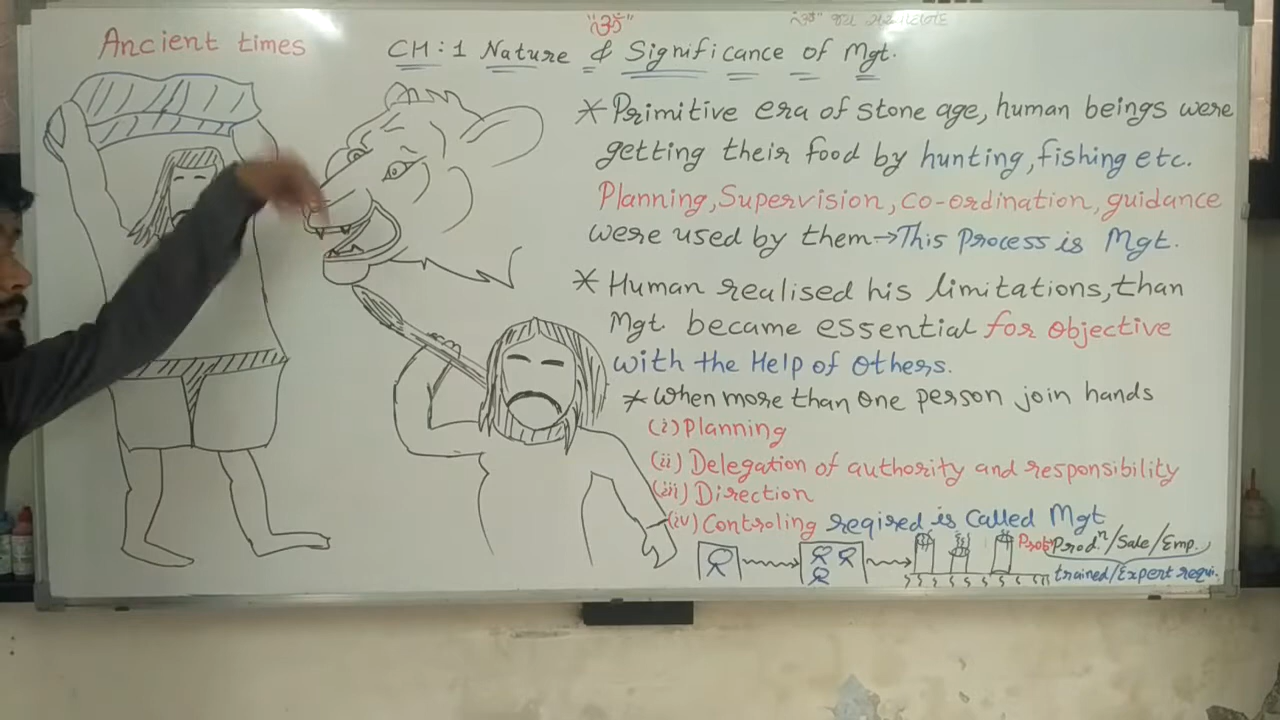 "ૐ"
Ancient times
CH:1 Nature & Significance of Mgt.
* Primitive era of stone age, human beings were
getting their food by hunting, fishing etc.
Planning, Supervision, co-ordination, guidance
were used by them→This Process is Mgt.
* Human realised his limitations, than
Mgt. became essential for objective
with the Help of others.
* When more than one person join hands
(i) Planning
(ii) Delegation of authority and responsibility
(iii) Direction
(iv) Controling reqired is called Mgt
Prob. Prodⁿ/Sale/Emp.
trained/Expert requi.